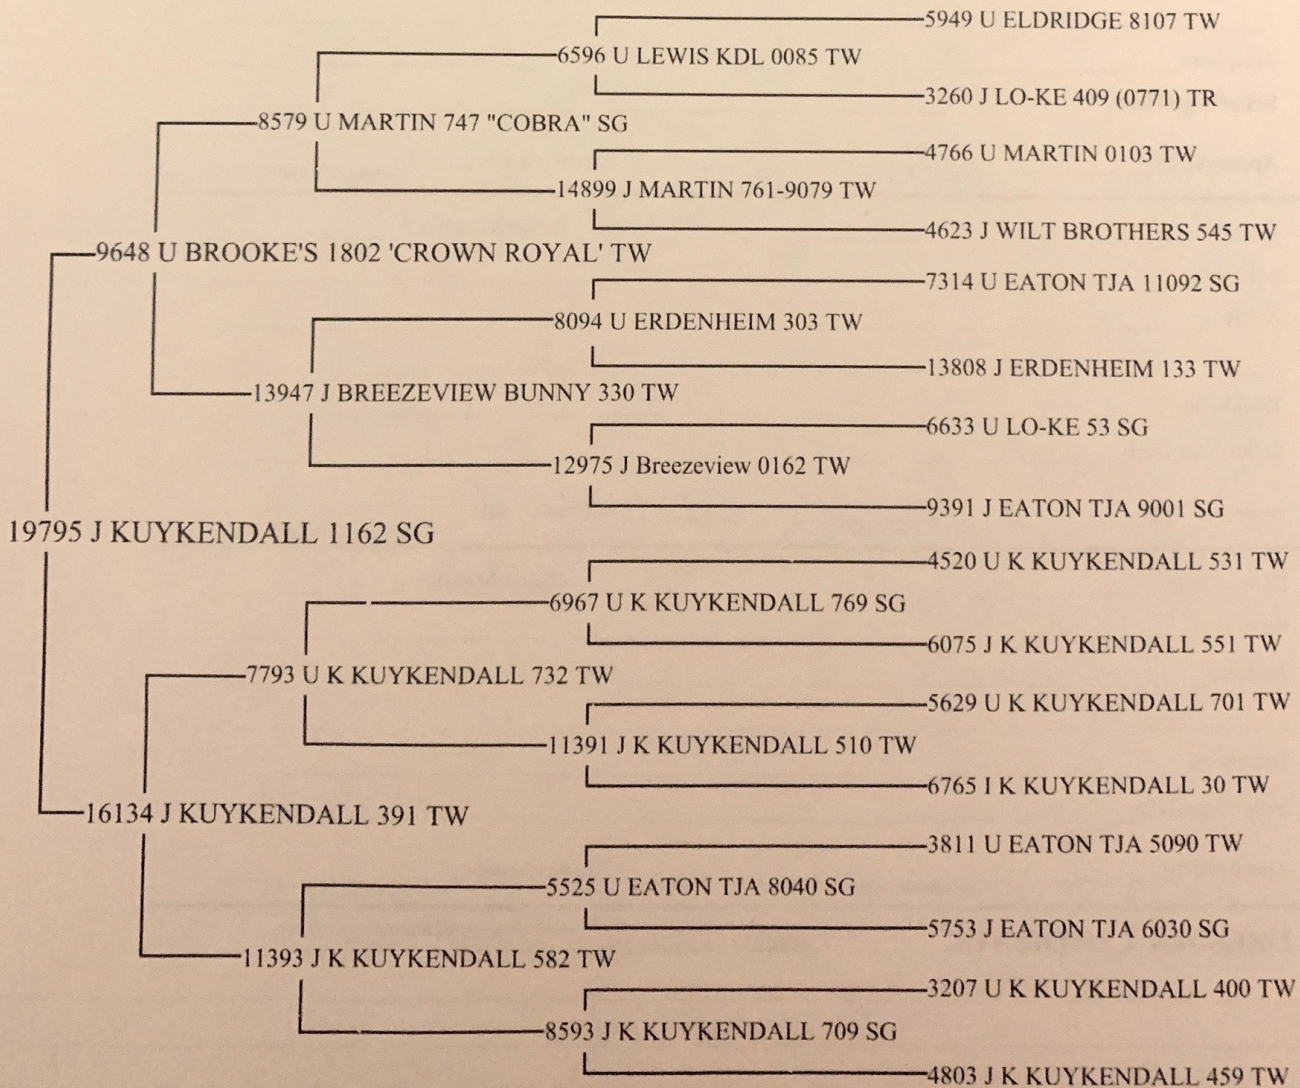 5949 U ELDRIDGE 8107 TW
6596 U LEWIS KDL 0085 TW
3260 J LO-KE 409 (0771) TR
8579 U MARTIN 747 "COBRA" SG
4766 U MARTIN 0103 TW
14899 J MARTIN 761-9079 TW
4623 J WILT BROTHERS 545 TW
9648 U BROOKE'S 1802 'CROWN ROYAL' TW
7314 U EATON TJA 11092 SG
8094 U ERDENHEIM 303 TW
13808 J ERDENHEIM 133 TW
13947 J BREEZEVIEW BUNNY 330 TW
6633 U LO-KE 53 SG
12975 J Breezeview 0162 TW
9391 J EATON TJA 9001 SG
19795 J KUYKENDALL 1162 SG
4520 U K KUYKENDALL 531 TW
6967 U K KUYKENDALL 769 SG
6075 J K KUYKENDALL 551 TW
7793 U K KUYKENDALL 732 TW
5629 U K KUYKENDALL 701 TW
11391 J K KUYKENDALL 510 TW
6765 I K KUYKENDALL 30 TW
16134 J KUYKENDALL 391 TW
3811 U EATON TJA 5090 TW
5525 U EATON TJA 8040 SG
5753 J EATON TJA 6030 SG
11393 J K KUYKENDALL 582 TW
3207 U K KUYKENDALL 400 TW
8593 J K KUYKENDALL 709 SG
4803 J K KUYKENDALL 459 TW